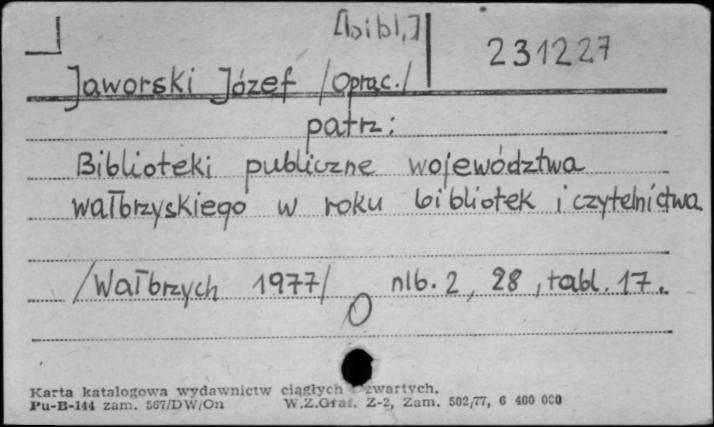 [bibl.]
231227
Jaworski Józef /oprac./
patrz:
Biblioteki publiczne województwa
wałbrzyskiego w roku bibliotek i czytelnictwa.
/Wałbrzych 1977/ nlb. 2, 28, tabl. 17.
Karta katalogowa wydawnictw ciągłych zwartych.
Pu-B-144 zam. 567/DW/On W.Z.Graf. Z-2, Zam. 502/77, 6 400 000